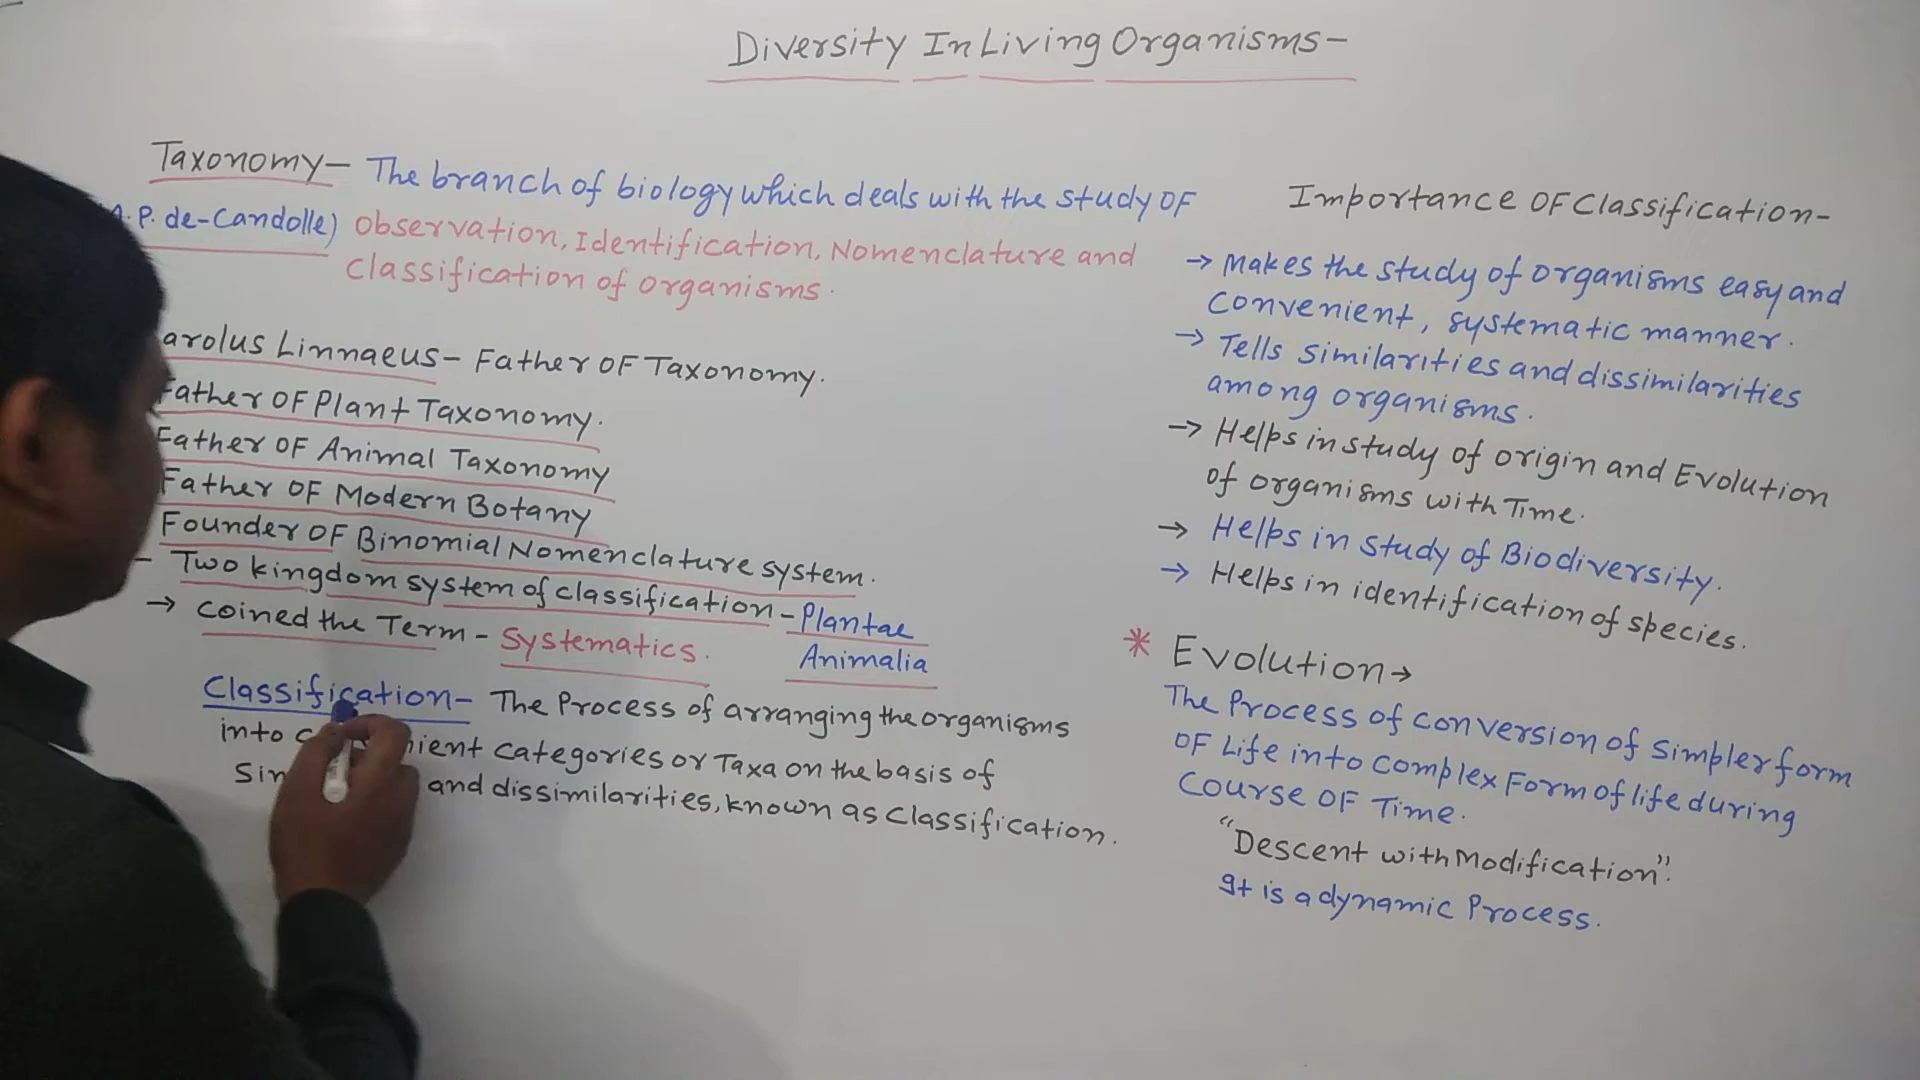 Diversity In Living Organisms-
Taxonomy- The branch of biology which deals with the study OF
A.P. de-Candolle) Observation, Identification, Nomenclature and
Classification of organisms.
arolus Linnaeus- Father OF Taxonomy.
Father OF Plant Taxonomy.
Father OF Animal Taxonomy
Father OF Modern Botany
Founder OF Binomial Nomenclature system.
- Two kingdom system of classification - Plantae
Animalia
→ coined the Term - Systematics.
Classification- The Process of arranging the organisms
into categories or Taxa on the basis of
and dissimilarities, known as Classification.
Importance OF Classification-
→ Makes the study of organisms easy and
convenient, systematic manner.
→ Tells similarities and dissimilarities
among organisms.
→ Helps in study of origin and Evolution
of organisms with Time.
→ Helps in study of Biodiversity.
→ Helps in identification of species.
* Evolution→
The Process of conversion of simpler form
OF Life into complex Form of life during
Course OF Time.
"Descent with Modification".
It is a dynamic Process.